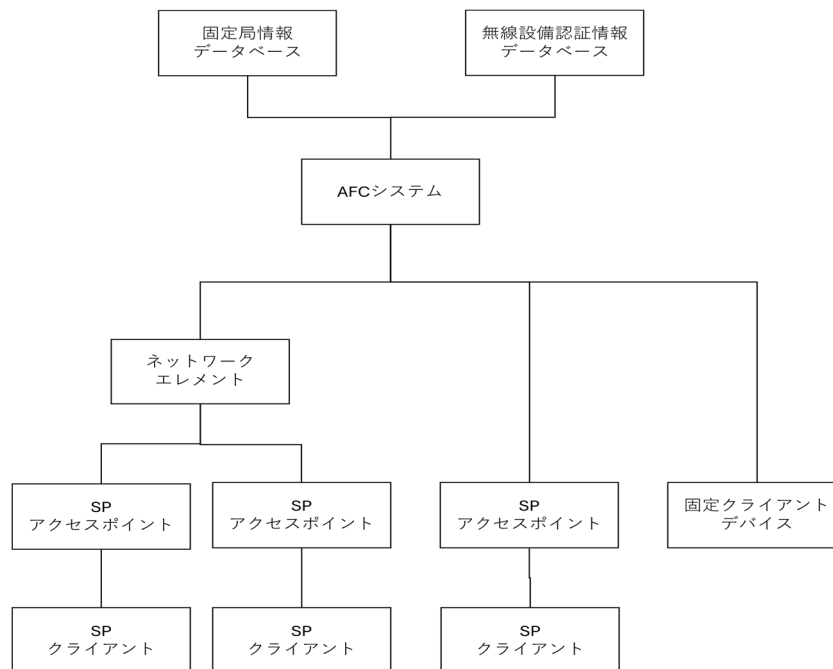 固定局情報
データベース
無線設備認証情報
データベース
AFCシステム
ネットワーク
エレメント
SP
アクセスポイント
SP
アクセスポイント
SP
アクセスポイント
固定クライアント
デバイス
SP
クライアント
SP
クライアント
SP
クライアント